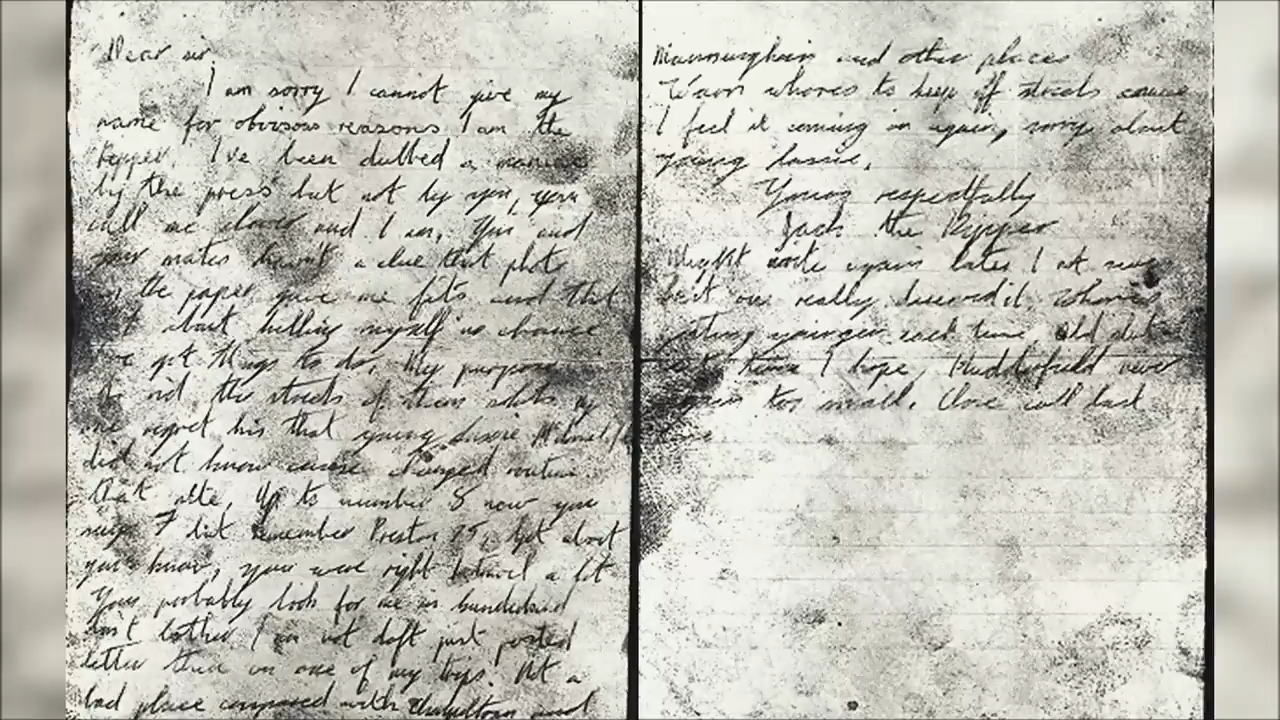 Dear sir,
I am sorry I cannot give my
name for obvisous reasons I am the
Ripper. I've been dubbed a maniac
by the press but not by you, you
call me clever and I am. You and
your mates havn't a clue that photo
in the paper gave me fits and that
about killing myself no chance
I've got things to do, My purpose
to rid the streets of them sluts my
one regret his that young lassie
did not know cause changed routine
that nite, Up to number 8 now you
say 7 but remember Preston 75, Get about
you know, you were right I travel a bit
You probably look for me in Sunderland
don't bother I am not daft just posted
letter there on one of my trips. Not a
bad place compared with Chapeltown and
Manningham and other places
Warn whores to keep off streets cause
I feel it coming on again, sorry about
young lassie.
Yours respectfully
Jack the Ripper
Might write again later I not sure
last one really deserved it. Whores
getting younger each time. Old slut
next time I hope, Huddersfield never
again too small, close call last
one